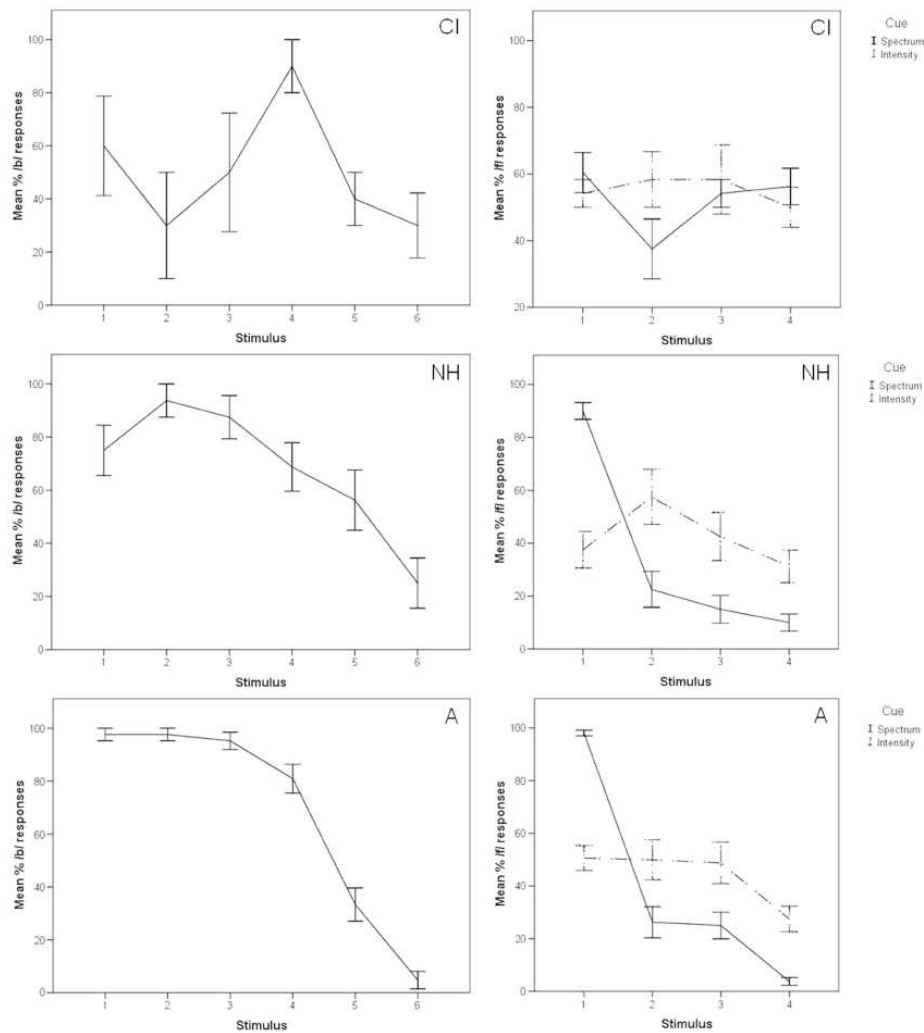 CI
Mean % /b/ responses
100
80
60
40
20
0
1 2 3 4 5 6
Stimulus
CI
Mean % /f/ responses
100
80
60
40
20
1 2 3 4
Stimulus
Cue
Spectrum
Intensity
NH
Mean % /b/ responses
100
80
60
40
20
0
1 2 3 4 5 6
Stimulus
NH
Mean % /f/ responses
100
80
60
40
20
0
1 2 3 4
Stimulus
Cue
Spectrum
Intensity
A
Mean % /b/ responses
100
80
60
40
20
0
1 2 3 4 5 6
Stimulus
A
Mean % /f/ responses
100
80
60
40
20
0
1 2 3 4
Stimulus
Cue
Spectrum
Intensity